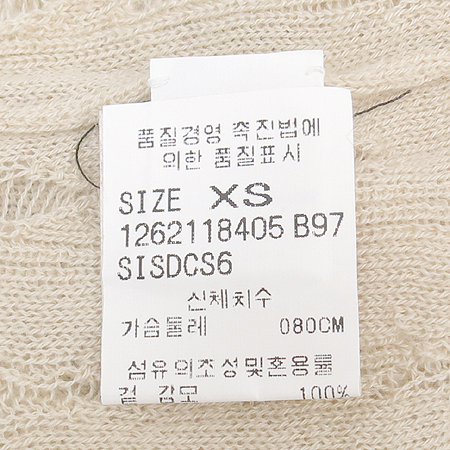 품질경영 촉진법에
의한 품질표시
SIZE XS
1262118405 B97
SISDCS6
신체치수
가슴둘레 080CM
섬유의조성및혼용률
겉감모 100%